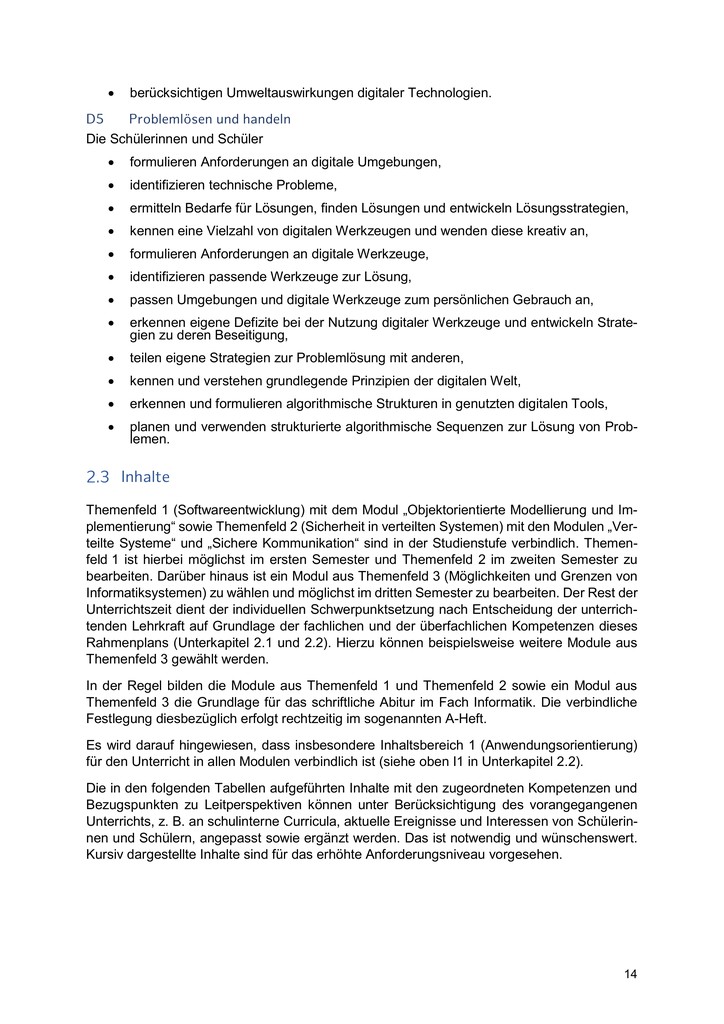 • berücksichtigen Umweltauswirkungen digitaler Technologien.
D5 Problemlösen und handeln
Die Schülerinnen und Schüler
• formulieren Anforderungen an digitale Umgebungen,
• identifizieren technische Probleme,
• ermitteln Bedarfe für Lösungen, finden Lösungen und entwickeln Lösungsstrategien,
• kennen eine Vielzahl von digitalen Werkzeugen und wenden diese kreativ an,
• formulieren Anforderungen an digitale Werkzeuge,
• identifizieren passende Werkzeuge zur Lösung,
• passen Umgebungen und digitale Werkzeuge zum persönlichen Gebrauch an,
• erkennen eigene Defizite bei der Nutzung digitaler Werkzeuge und entwickeln Strate-
gien zu deren Beseitigung,
• teilen eigene Strategien zur Problemlösung mit anderen,
• kennen und verstehen grundlegende Prinzipien der digitalen Welt,
• erkennen und formulieren algorithmische Strukturen in genutzten digitalen Tools,
• planen und verwenden strukturierte algorithmische Sequenzen zur Lösung von Prob-
lemen.
2.3 Inhalte
Themenfeld 1 (Softwareentwicklung) mit dem Modul „Objektorientierte Modellierung und Im-
plementierung“ sowie Themenfeld 2 (Sicherheit in verteilten Systemen) mit den Modulen „Ver-
teilte Systeme“ und „Sichere Kommunikation“ sind in der Studienstufe verbindlich. Themen-
feld 1 ist hierbei möglichst im ersten Semester und Themenfeld 2 im zweiten Semester zu
bearbeiten. Darüber hinaus ist ein Modul aus Themenfeld 3 (Möglichkeiten und Grenzen von
Informatiksystemen) zu wählen und möglichst im dritten Semester zu bearbeiten. Der Rest der
Unterrichtszeit dient der individuellen Schwerpunktsetzung nach Entscheidung der unterrich-
tenden Lehrkraft auf Grundlage der fachlichen und der überfachlichen Kompetenzen dieses
Rahmenplans (Unterkapitel 2.1 und 2.2). Hierzu können beispielsweise weitere Module aus
Themenfeld 3 gewählt werden.
In der Regel bilden die Module aus Themenfeld 1 und Themenfeld 2 sowie ein Modul aus
Themenfeld 3 die Grundlage für das schriftliche Abitur im Fach Informatik. Die verbindliche
Festlegung diesbezüglich erfolgt rechtzeitig im sogenannten A-Heft.
Es wird darauf hingewiesen, dass insbesondere Inhaltsbereich 1 (Anwendungsorientierung)
für den Unterricht in allen Modulen verbindlich ist (siehe oben I1 in Unterkapitel 2.2).
Die in den folgenden Tabellen aufgeführten Inhalte mit den zugeordneten Kompetenzen und
Bezugspunkten zu Leitperspektiven können unter Berücksichtigung des vorangegangenen
Unterrichts, z. B. an schulinterne Curricula, aktuelle Ereignisse und Interessen von Schülerin-
nen und Schülern, angepasst sowie ergänzt werden. Das ist notwendig und wünschenswert.
Kursiv dargestellte Inhalte sind für das erhöhte Anforderungsniveau vorgesehen.
14